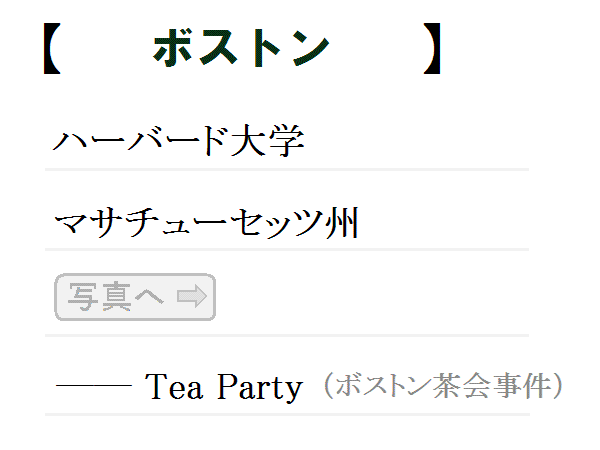 【 ボストン 】
ハーバード大学
マサチューセッツ州
写真へ ⇨
―― Tea Party (ボストン茶会事件)